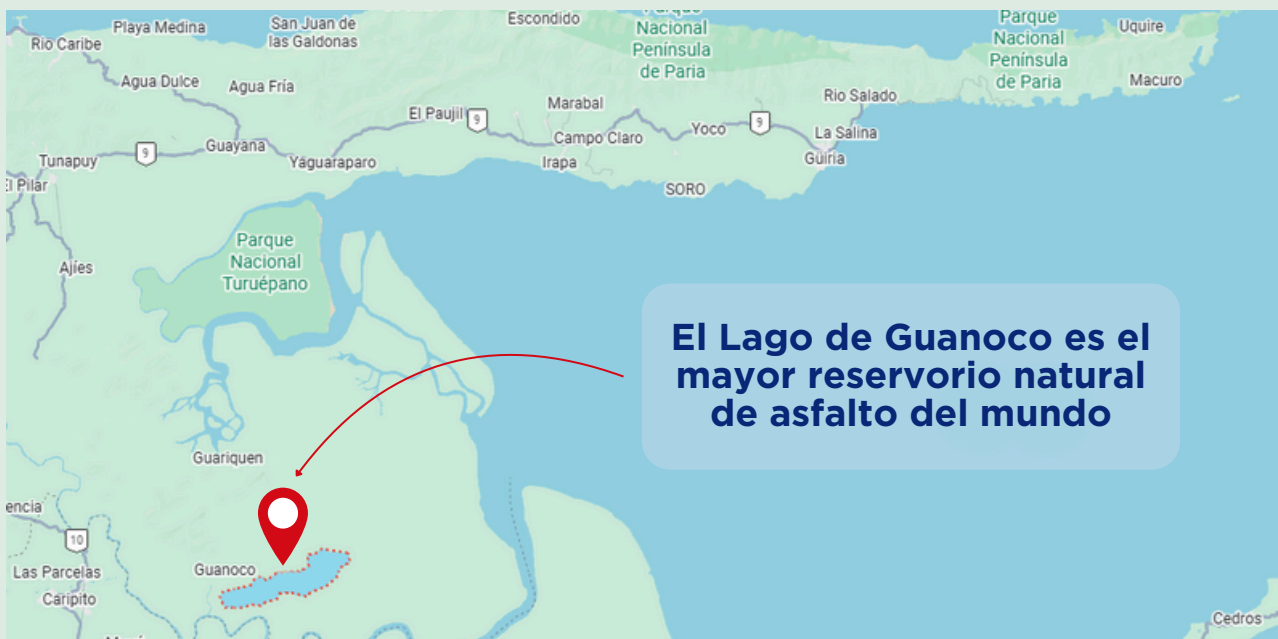 Playa Medina
San Juan de
las Galdonas
Escondido
Parque
Nacional
Península
de Paria
Parque
Nacional
Península
de Paria
Uquire
Rio Caribe
Agua Dulce
Agua Fría
Macuro
Rio Salado
El Paujil
9
Marabal
Campo Claro
Yoco
9
La Salina
Güiria
Tunapuy
9
Guayana
Yaguaraparo
Irapa
SORO
El Pilar
Parque
Nacional
Turuépano
Ajíes
El Lago de Guanoco es el
mayor reservorio natural
de asfalto del mundo
Guariquen
encia
10
Las Parcelas
Caripito
Guanoco
Cedros